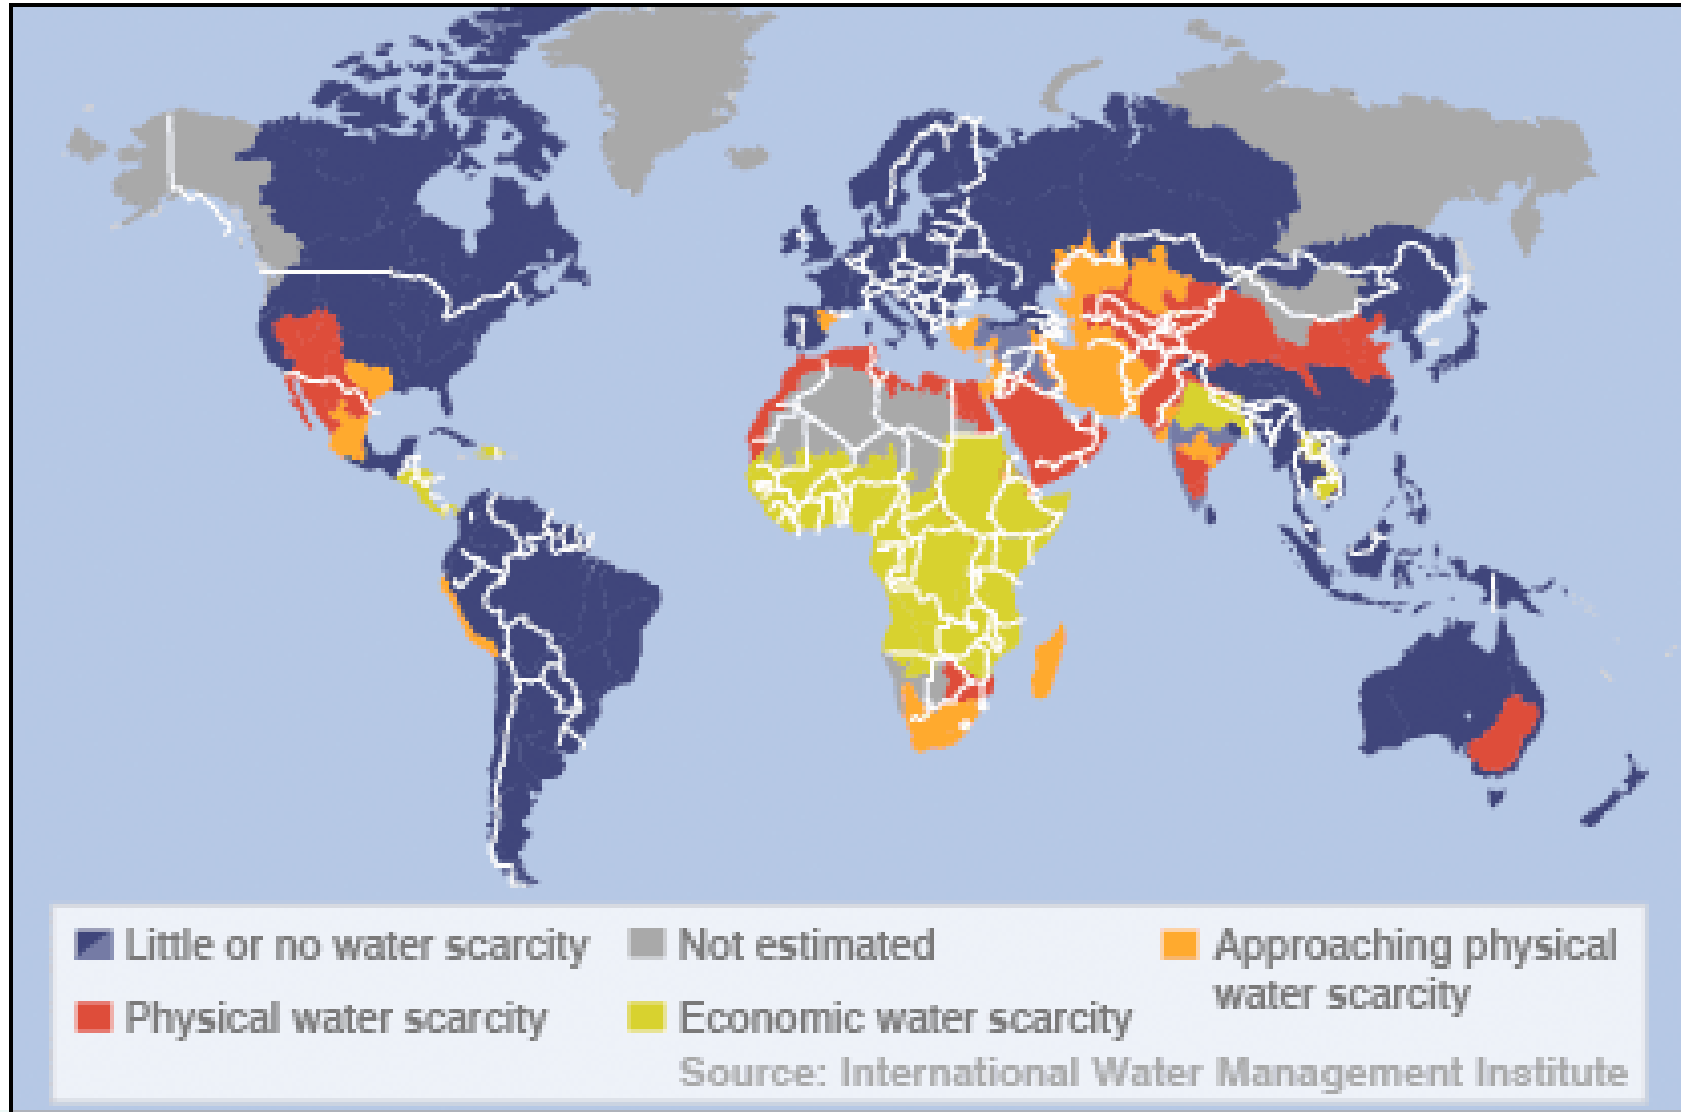 Little or no water scarcity
Not estimated
Approaching physical
water scarcity
Physical water scarcity
Economic water scarcity
Source: International Water Management Institute